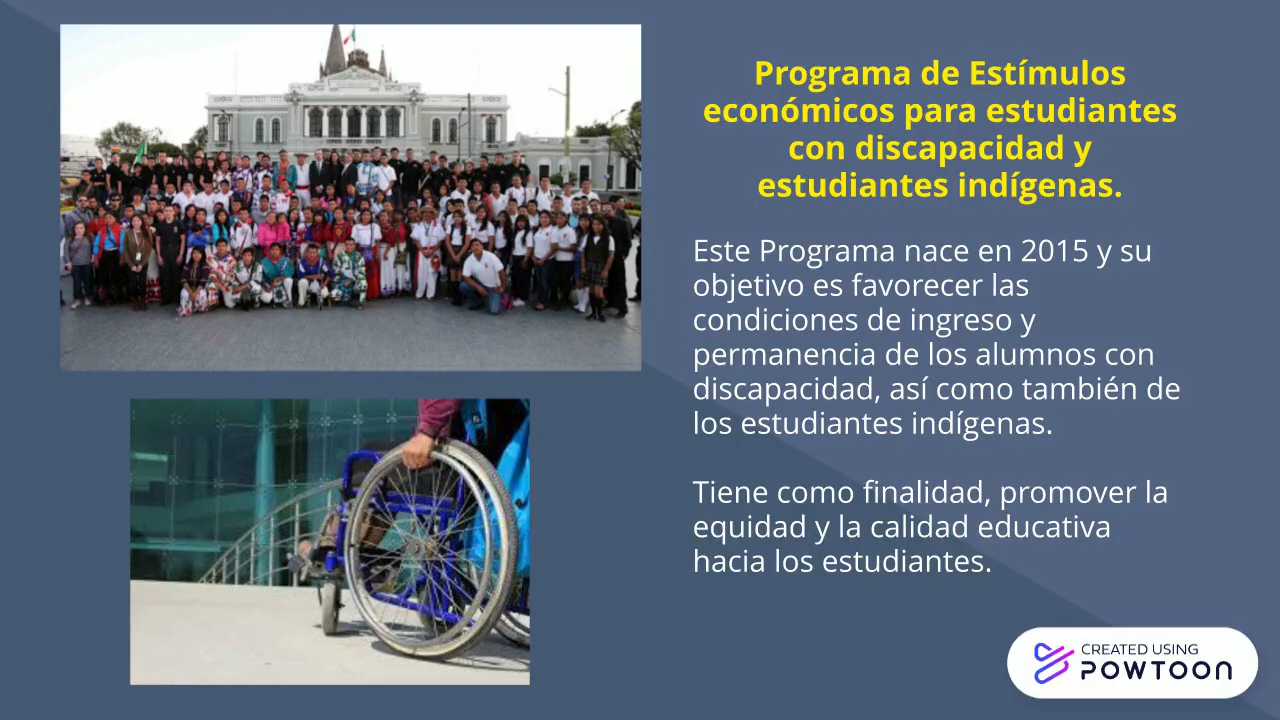 Programa de Estímulos
económicos para estudiantes
con discapacidad y
estudiantes indígenas.
Este Programa nace en 2015 y su
objetivo es favorecer las
condiciones de ingreso y
permanencia de los alumnos con
discapacidad, así como también de
los estudiantes indígenas.
Tiene como finalidad, promover la
equidad y la calidad educativa
hacia los estudiantes.
CREATED USING
POWTOON